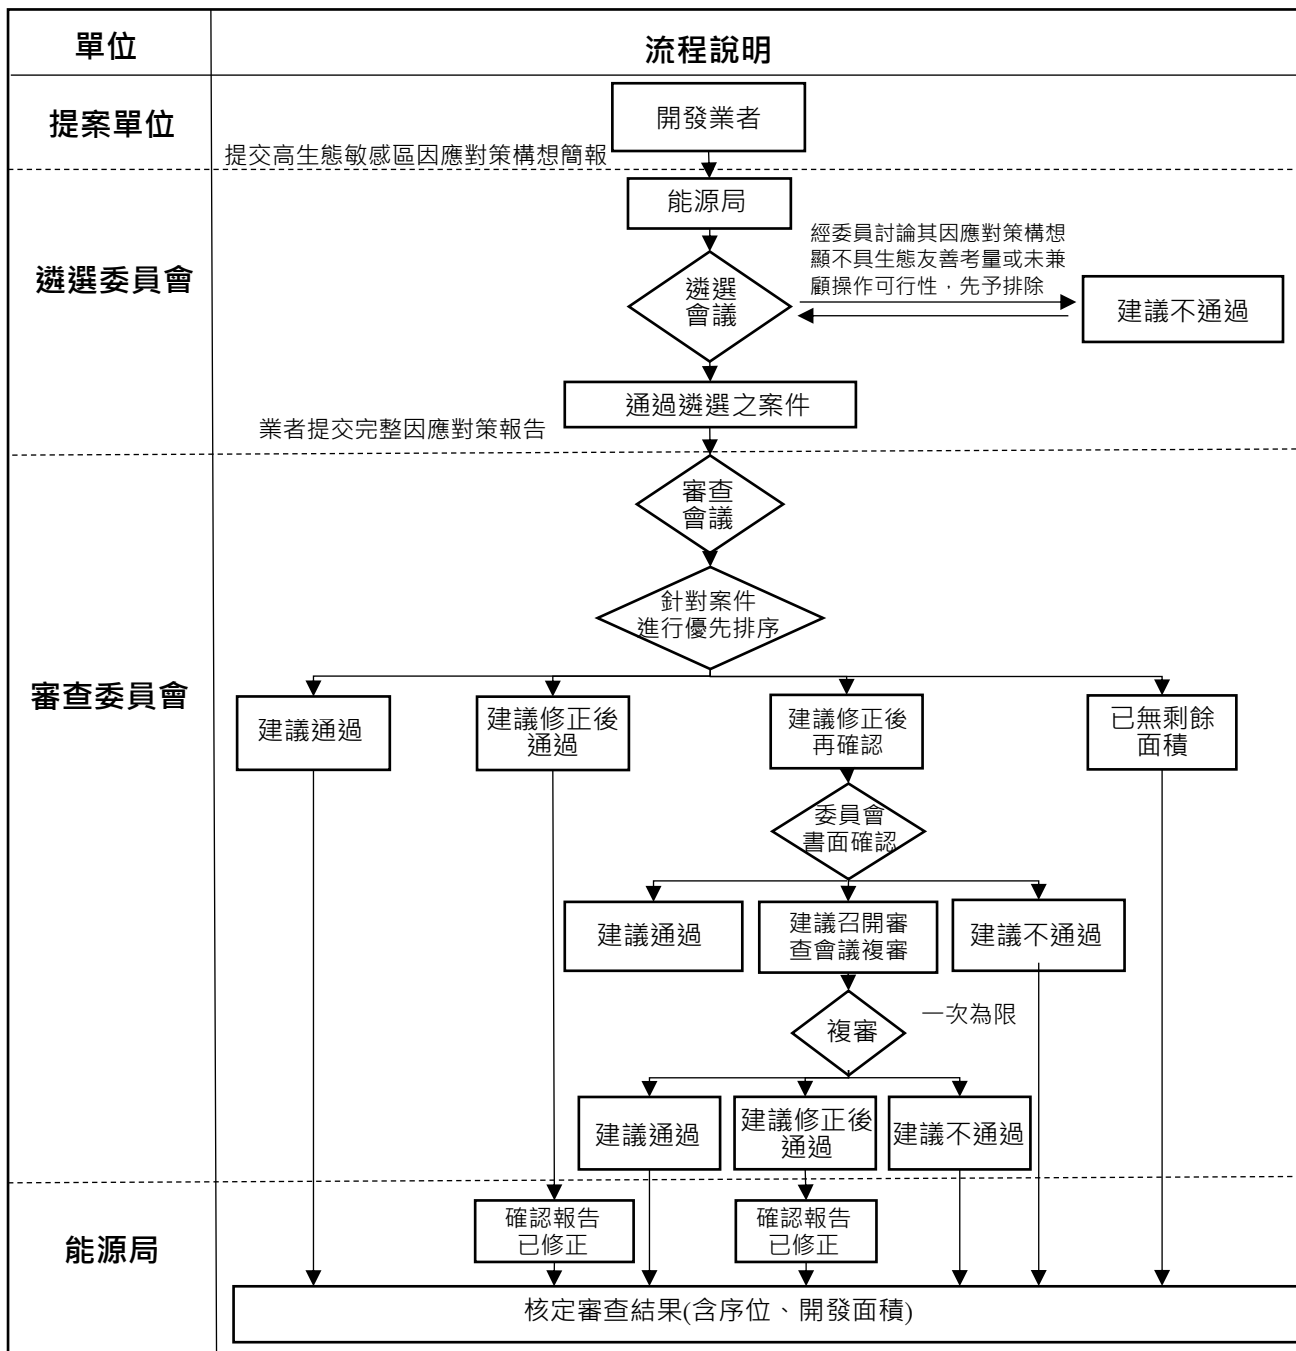 單位
流程說明
提案單位
開發業者
提交高生態敏感區因應對策構想簡報
遴選委員會
能源局
遴選
會議
經委員討論其因應對策構想
顯不具生態友善考量或未兼
顧操作可行性，先予排除
建議不通過
通過遴選之案件
業者提交完整因應對策報告
審查委員會
審查
會議
針對案件
進行優先排序
建議通過
建議修正後
通過
建議修正後
再確認
已無剩餘
面積
委員會
書面確認
建議通過
建議召開審
查會議複審
建議不通過
複審
一次為限
建議通過
建議修正後
通過
建議不通過
能源局
確認報告
已修正
確認報告
已修正
核定審查結果(含序位、開發面積)